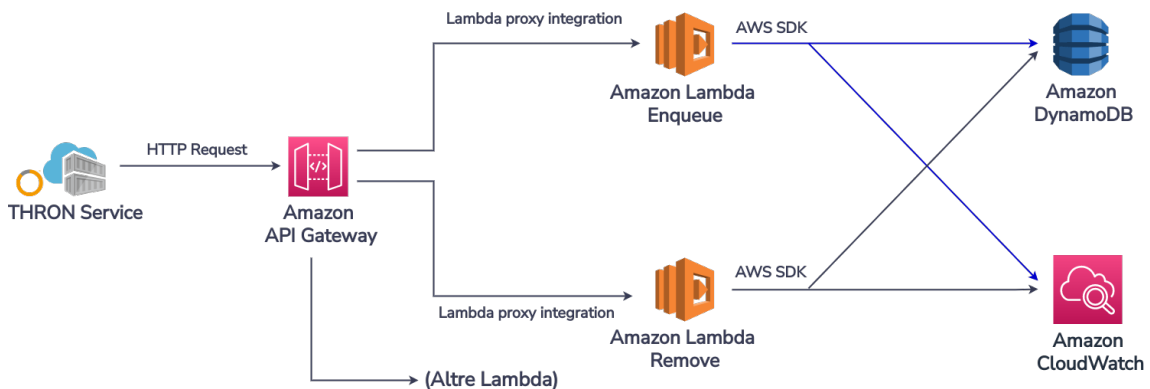 Lambda proxy integration
AWS SDK
Amazon Lambda
Enqueue
Amazon
DynamoDB
HTTP Request
THRON Service
Amazon
API Gateway
</>
AWS SDK
Lambda proxy integration
Amazon Lambda
Remove
Amazon
CloudWatch
(Altre Lambda)